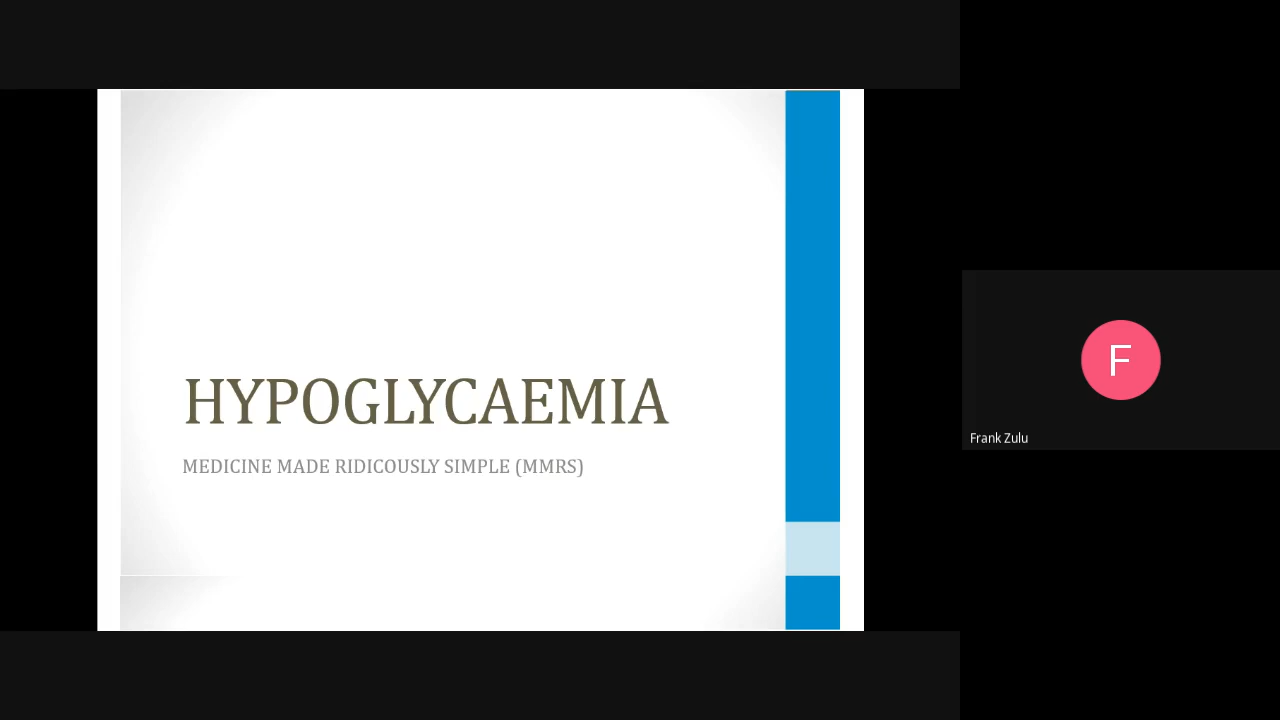 HYPOGLYCAEMIA
MEDICINE MADE RIDICOUSLY SIMPLE (MMRS)
F
Frank Zulu